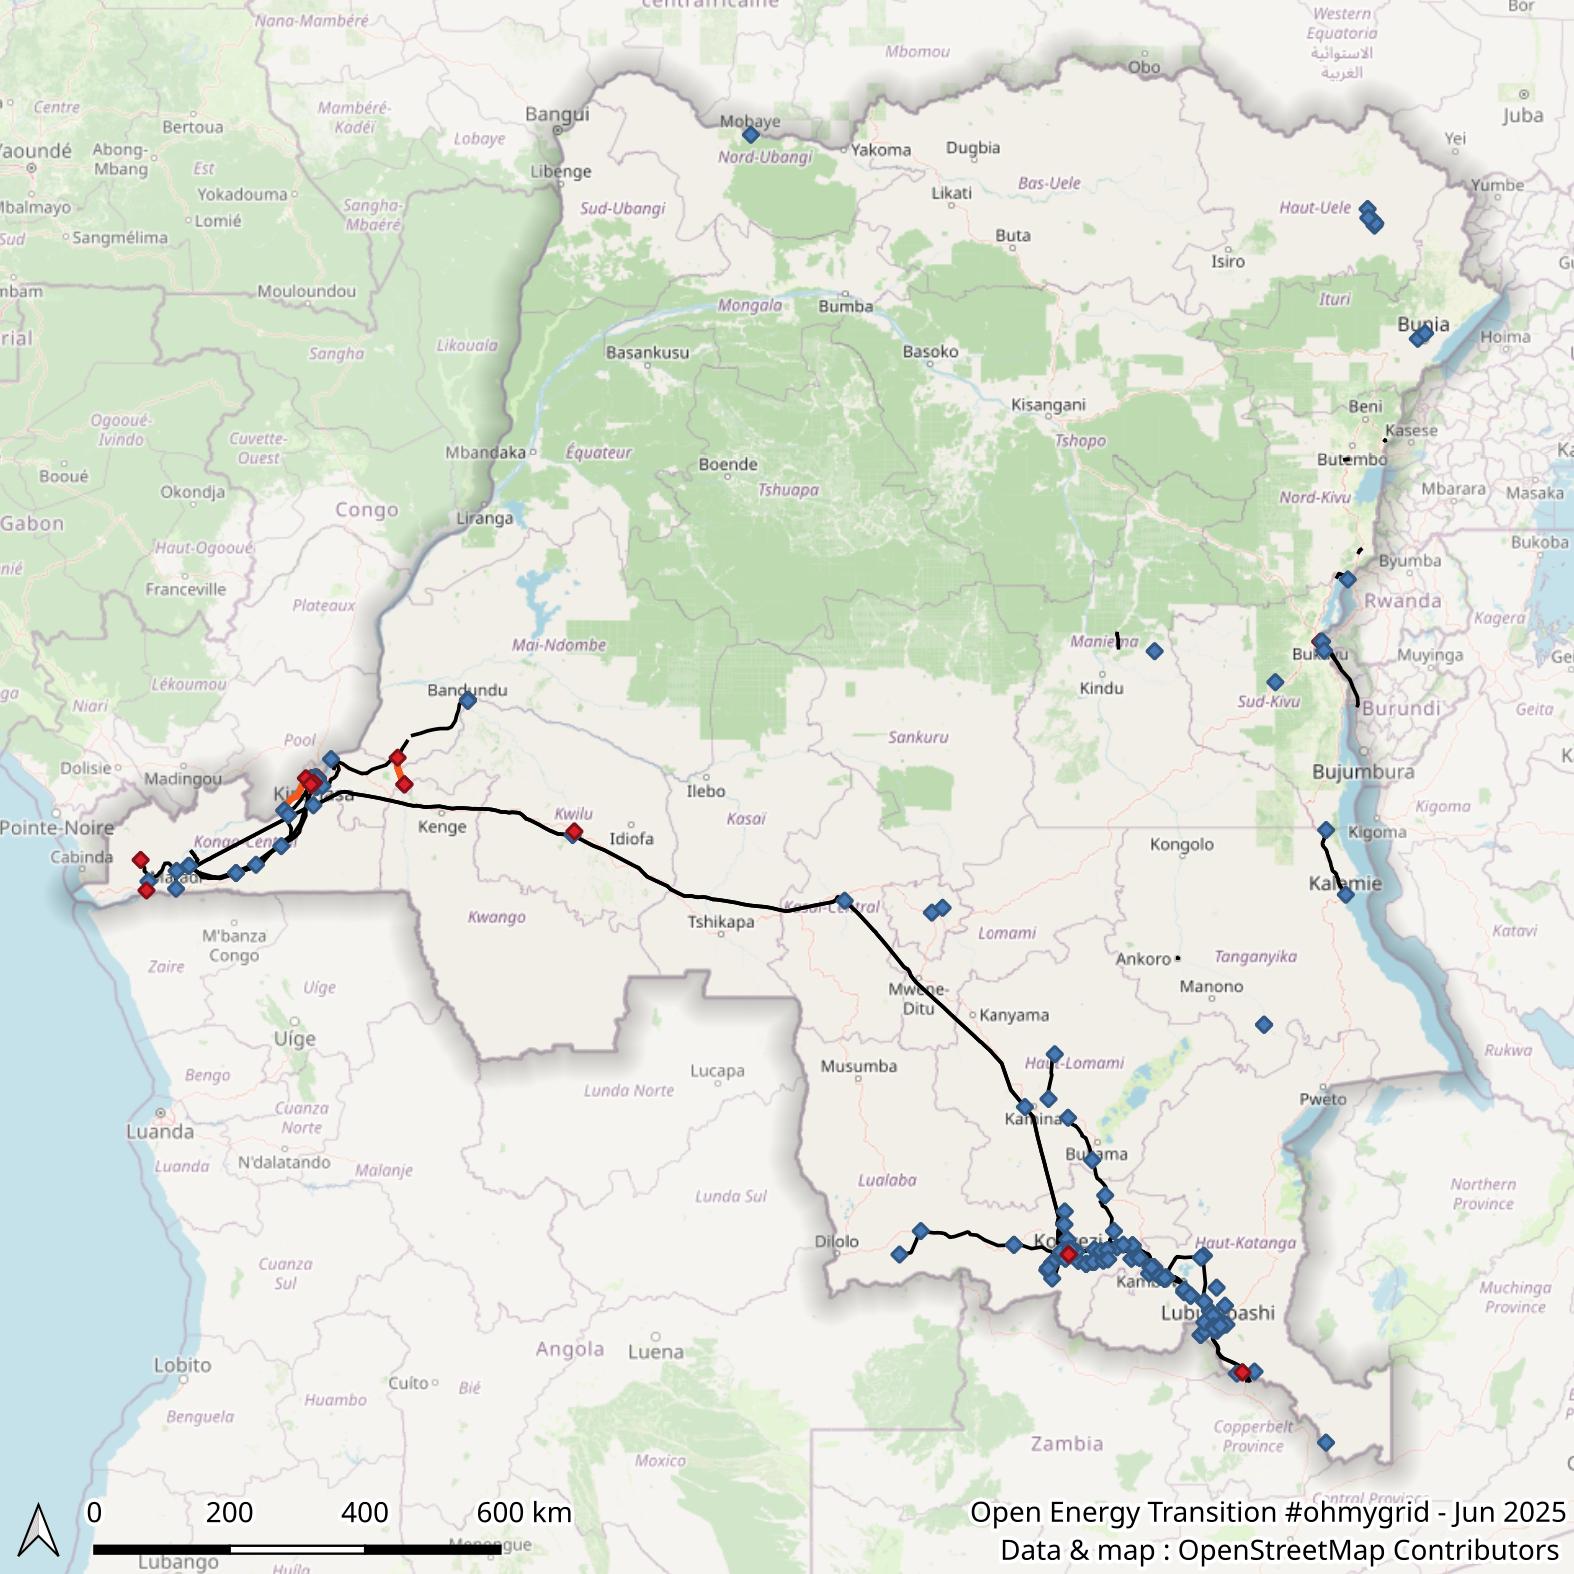 centrafricaine
Bor
Nana-Mambéré
Western
Equatoria
الاستوائية
الغربية
Mbomou
Obo
Centre
Mambéré-
Kadéï
Bangui
Juba
Bertoua
Mobaye
Lobaye
Yakoma
Dugbia
Yei
Yaoundé
Abong-
Mbang
Est
Libenge
Nord-Ubangi
Likati
Bas-Uele
Yumbe
Yokadouma
Mbalmayo
Lomié
Sangha-
Mbaéré
Sud-Ubangi
Haut-Uele
Sud
Sangmélima
Buta
Isiro
Mouloundou
Mongala
Bumba
Ituri
Bunia
Hoima
Likouala
Sangha
Basankusu
Basoko
Ogooué-
Ivindo
Cuvette-
Ouest
Kisangani
Beni
Kasese
Mbandaka
Équateur
Tshopo
Butembo
Booué
Boende
Tshuapa
Okondja
Nord-Kivu
Mbarara
Masaka
Gabon
Congo
Liranga
Haut-Ogooué
Bukoba
Byumba
Franceville
Plateaux
Rwanda
Kagera
Mai-Ndombe
Maniema
Bukavu
Muyinga
Lékoumou
Bandundu
Kindu
Sud-Kivu
Niari
Burundi
Geita
Pool
Sankuru
Dolisie
Madingou
Bujumbura
Kinshasa
Ilebo
Kigoma
Pointe-Noire
Kenge
Kwilu
Idiofa
Kasaï
Kigoma
Cabinda
Kongo Central
Kongolo
Matadi
Kalemie
Kwango
Tshikapa
Kasaï-Central
M'banza
Congo
Lomami
Katavi
Zaire
Ankoro
Tanganyika
Uíge
Mwene-
Ditu
Manono
Kanyama
Uíge
Rukwa
Bengo
Lunda Norte
Lucapa
Musumba
Haut-Lomami
Cuanza
Norte
Pweto
Luanda
Kamina
Bukama
Luanda
N'dalatando
Malanje
Lualaba
Lunda Sul
Northern
Province
Dilolo
Kolwezi
Haut-Katanga
Cuanza
Sul
Muchinga
Province
Lubumbashi
Lobito
Angola
Luena
Cuíto
Bié
Huambo
Benguela
Copperbelt
Province
Zambia
Moxico
Central Province
0 200 400 600 km
Open Energy Transition #ohmygrid - Jun 2025
Menongue
Data & map : OpenStreetMap Contributors
Lubango
Huíla